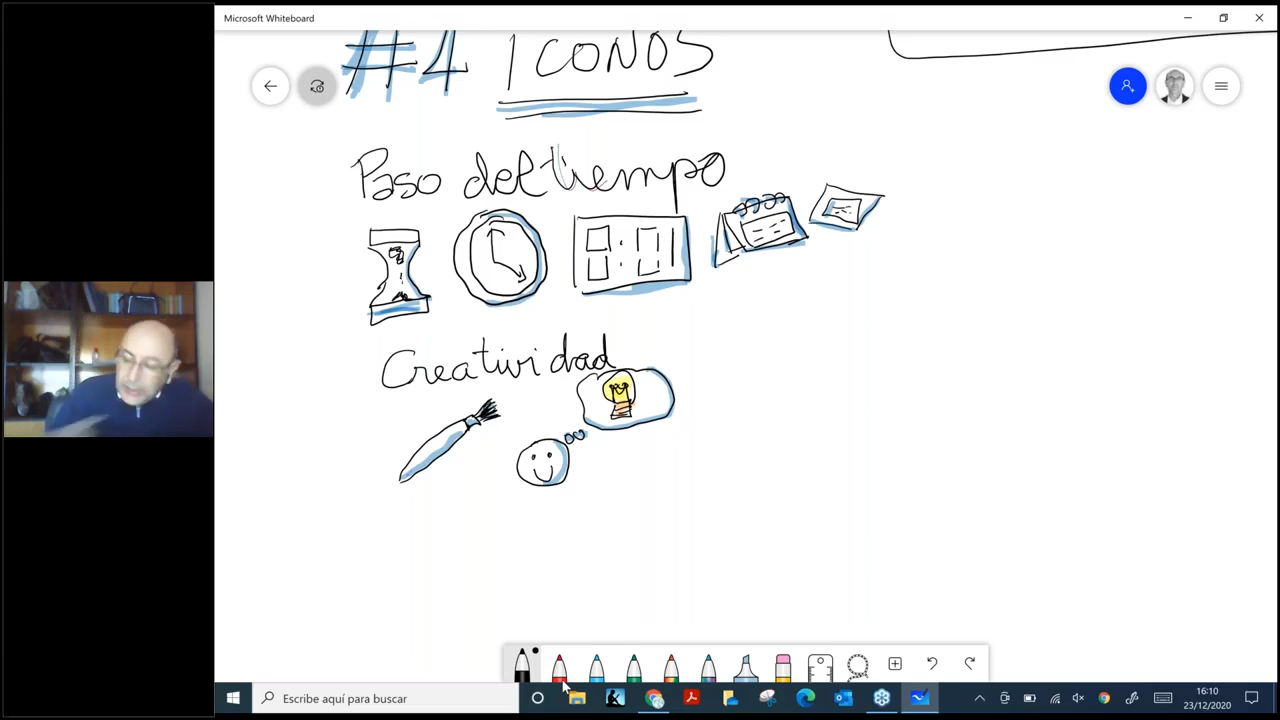 Microsoft Whiteboard
#4 ICONOS
Paso del tiempo
Creatividad
Escribe aquí para buscar
16:10
23/12/2020